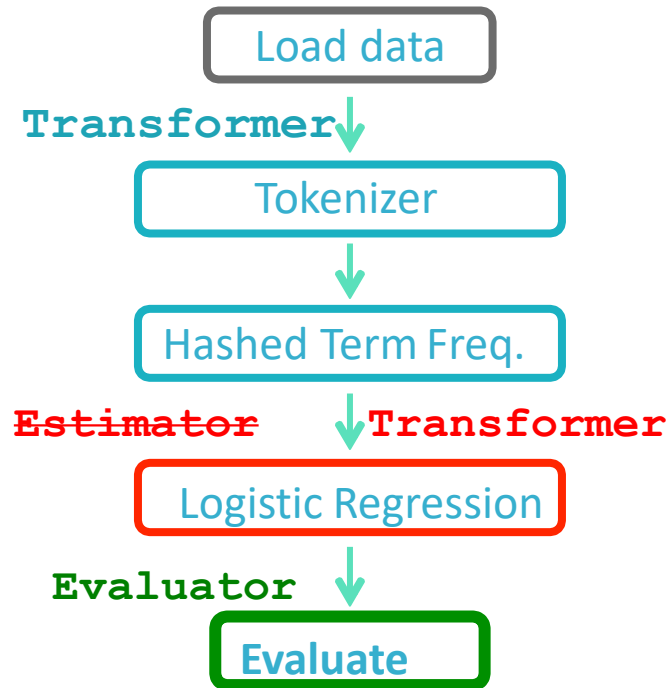 Load data
Transformer
Tokenizer
Hashed Term Freq.
Estimator Transformer
Logistic Regression
Evaluator
Evaluate